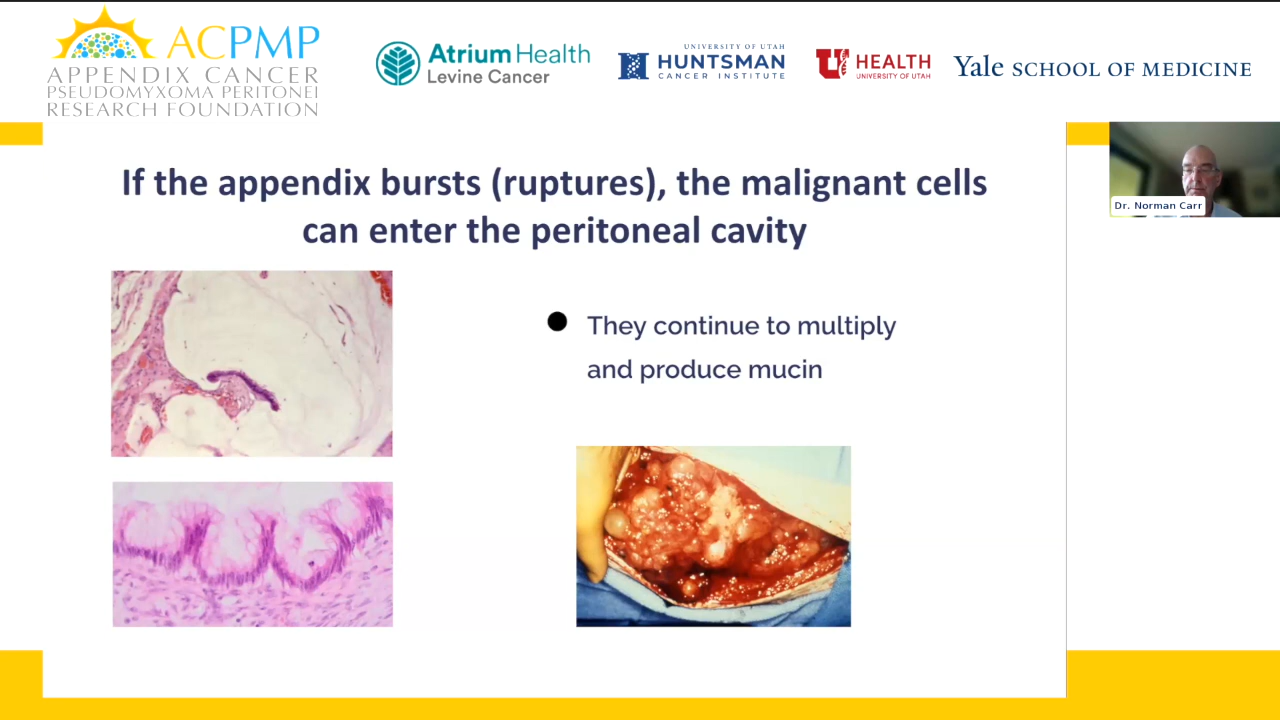 ACPMP
APPENDIX CANCER
PSEUDOMYXOMA PERITONEI
RESEARCH FOUNDATION
Atrium Health
Levine Cancer
UNIVERSITY OF UTAH
HUNTSMAN
CANCER INSTITUTE
U HEALTH
UNIVERSITY OF UTAH
Yale SCHOOL OF MEDICINE
If the appendix bursts (ruptures), the malignant cells
can enter the peritoneal cavity
Dr. Norman Carr
● They continue to multiply
and produce mucin